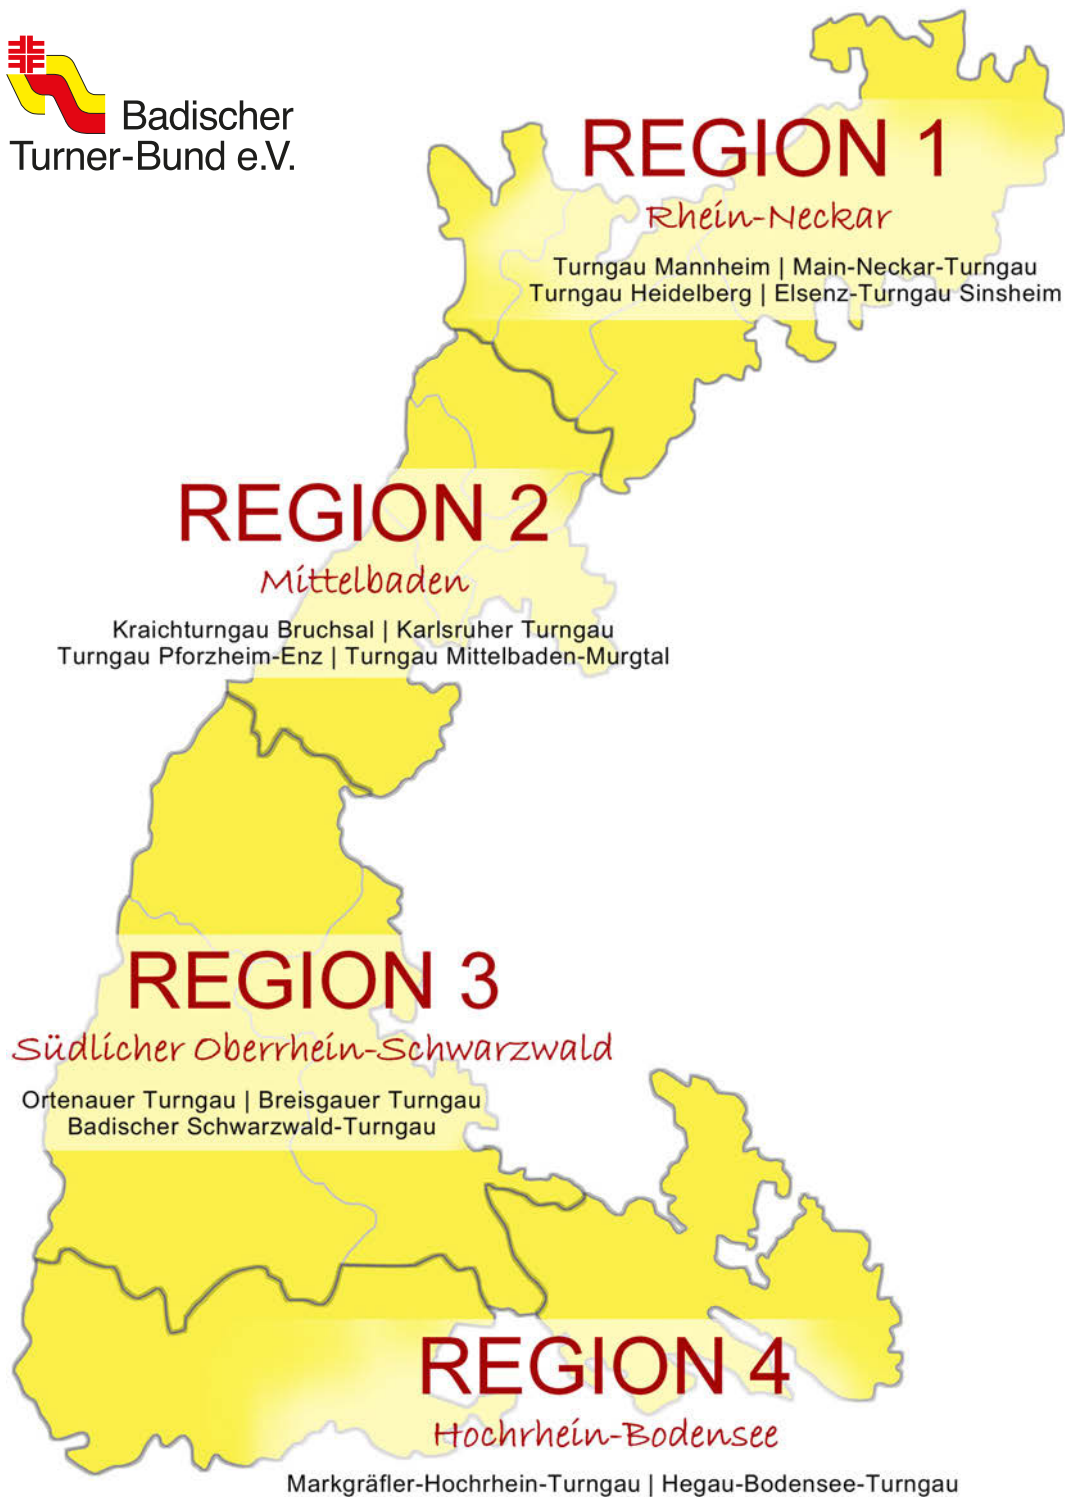 Badischer
Turner-Bund e.V.
REGION 1
Rhein-Neckar
Turngau Mannheim | Main-Neckar-Turngau
Turngau Heidelberg | Elsenz-Turngau Sinsheim
REGION 2
Mittelbaden
Kraichturngau Bruchsal | Karlsruher Turngau
Turngau Pforzheim-Enz | Turngau Mittelbaden-Murgtal
REGION 3
Südlicher Oberrhein-Schwarzwald
Ortenauer Turngau | Breisgauer Turngau
Badischer Schwarzwald-Turngau
REGION 4
Hochrhein-Bodensee
Markgräfler-Hochrhein-Turngau | Hegau-Bodensee-Turngau